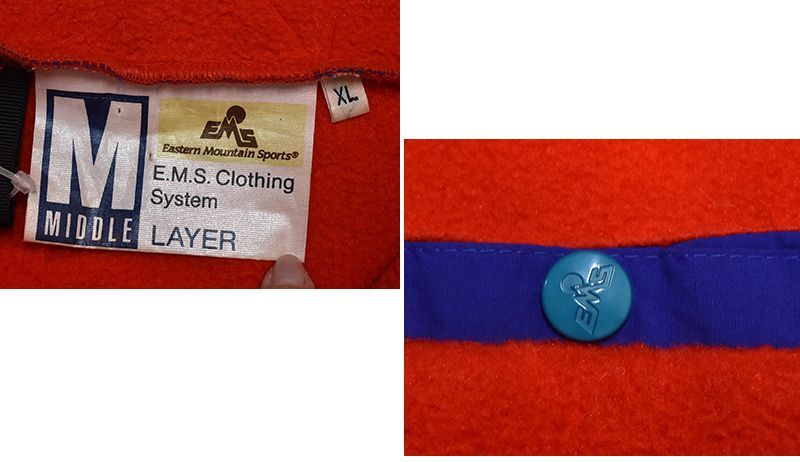 M
MIDDLE
EMS
Eastern Mountain Sports®
E.M.S. Clothing
System
LAYER
XL
EMS